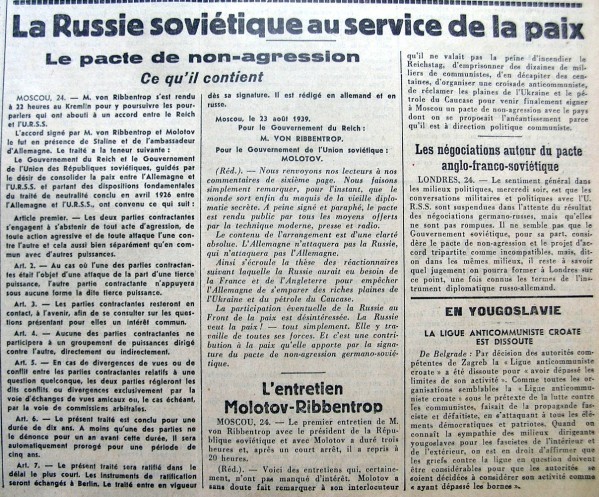 La Russie soviétique au service de la paix
Le pacte de non-agression
Ce qu'il contient
MOSCOU, 24. — M. von Ribbentrop s'est rendu
à 22 heures au Kremlin pour y poursuivre les pour-
parlers qui ont abouti à un accord entre le Reich
et l'U.R.S.S.
L'accord signé par M. von Ribbentrop et Molotov
le fut en présence de Staline et de l'ambassadeur
d'Allemagne. Le traité a la teneur suivante :
Le Gouvernement du Reich et le Gouvernement
de l'Union des Républiques soviétiques, guidés par
le désir de consolider la paix entre l'Allemagne et
l'U.R.S.S. et partant des dispositions fondamentales
du traité de neutralité conclu en avril 1926 entre
l'Allemagne et l'U.R.S.S., ont convenu ce qui suit :
Article premier. — Les deux parties contractantes
s'engagent à s'abstenir de tout acte d'agression, de
toute action agressive et de toute attaque l'une con-
tre l'autre et cela aussi bien séparément qu'en com-
mun avec d'autres puissances.
Art. 2. — Au cas où l'une des parties contractantes
était l'objet d'une attaque de la part d'une tierce
puissance, l'autre partie contractante n'appuyera
sous aucune forme la dite tierce puissance.
Art. 3. — Les parties contractantes resteront en
contact, à l'avenir, afin de se consulter sur les ques-
tions présentant pour elles un intérêt commun.
Art. 4. — Aucune des parties contractantes ne
participera à un groupement de puissances dirigé
contre l'autre, directement ou indirectement.
Art. 5. — En cas de divergences de vues ou de
conflit entre les parties contractantes relatifs à une
question quelconque, les deux parties régleront les
dits conflits ou divergences exclusivement par la
voie d'échanges de vues amicaux ou, le cas échéant,
par la voie de commissions arbitrales.
Art. 6. — Le présent traité est conclu pour une
durée de dix ans. A moins qu'une des parties ne
le dénonce pour un an avant cette durée, il sera
automatiquement prorogé pour une période de
cinq ans.
Art. 7. — Le présent traité sera ratifié dans le
délai le plus court. Les instruments de ratification
seront échangés à Berlin. Le traité entre en vigueur
dès sa signature. Il est rédigé en allemand et en
russe.
Moscou, le 23 août 1939.
Pour le Gouvernement du Reich :
M. VON RIBBENTROP.
Pour le Gouvernement de l'Union soviétique :
MOLOTOV.
(Réd.). — Nous renvoyons nos lecteurs à nos
commentaires de sixième page. Nous faisons
simplement remarquer, pour l'instant, que le
monde sort enfin du maquis de la vieille diplo-
matie secrète. A peine signé et paraphé, le pacte
est rendu public par tous les moyens offerts
par la technique moderne, presse et radio.
Le contenu de l'arrangement est d'une clarté
absolue. L'Allemagne n'attaquera pas la Russie,
qui n'attaquera pas l'Allemagne.
Ainsi s'écroule la thèse des réactionnaires
suivant laquelle la Russie aurait eu besoin de
la France et de l'Angleterre pour empêcher
l'Allemagne de s'emparer des riches plaines de
l'Ukraine et du pétrole du Caucase.
La participation éventuelle de la Russie au
Front de la paix est désintéressée. La Russie
veut la paix ! — tout simplement. Elle y tra-
vaille de toutes ses forces. Et c'est une contri-
bution à la paix qu'elle apporte par la signature
du pacte de non-agression germano-sovié-
tique.
L'entretien
Molotov-Ribbentrop
MOSCOU, 24. — Le premier entretien de M.
von Ribbentrop avec le président de la Répu-
blique soviétique et avec Molotov a duré trois
heures et, après un court arrêt, il a repris à
20 heures.
(Réd.). — Voici des entretiens qui, certaine-
ment, n'ont pas manqué d'intérêt. Molotov a
sans doute fait remarquer à son interlocuteur
qu'il ne valait pas la peine d'incendier le
Reichstag, d'emprisonner des dizaines de mil-
liers de communistes, d'en décapiter des cen-
taines, d'organiser une croisade anticommuniste,
de réclamer les plaines de l'Ukraine et le pé-
trole du Caucase pour venir finalement signer
à Moscou un pacte de non-agression avec le pays
dont on se proposait l'anéantissement parce
qu'il est à direction politique communiste.
Les négociations autour du pacte
anglo-franco-soviétique
LONDRES, 24. — Le sentiment général dans
les milieux politiques, mercredi soir, est que les
conversations militaires et politiques avec l'U.
R.S.S. sont suspendues dans l'attente du résultat
des négociations germano-russes, mais qu'elles
ne sont pas rompues. Il ne semble pas que le
Gouvernement soviétique, pour sa part, consi-
dère le pacte de non-agression et le projet d'ac-
cord tripartite comme incompatibles, mais, dit-
on dans les mêmes milieux, il reste à savoir
quel jugement on pourra former à Londres sur
ce point, une fois connus les termes de l'ins-
trument diplomatique russo-allemand.
EN YOUGOSLAVIE
LA LIGUE ANTICOMMUNISTE CROATE
EST DISSOUTE
De Belgrade : Par décision des autorités com-
pétentes de Zagreb la « Ligue anticommuniste
croate » a été dissoute pour « avoir dépassé les
limites de son activité ». Comme toutes les or-
ganisations semblables la « Ligue anticommu-
niste croate » sous le prétexte de la lutte contre
les communistes, faisait de la propagande fas-
ciste et défaitiste, en s'attaquant à tous les élé-
ments démocratiques et patriotes. Quand on
connaît la sympathie des milieux dirigeants
yougoslaves pour les fascistes de l'intérieur et
de l'extérieur, on est en droit d'affirmer que
les griefs contre la ligue en question doivent
être considérables pour que les autorités se
soient décidées à considérer son activité comme
« ayant dépassé les bornes ».